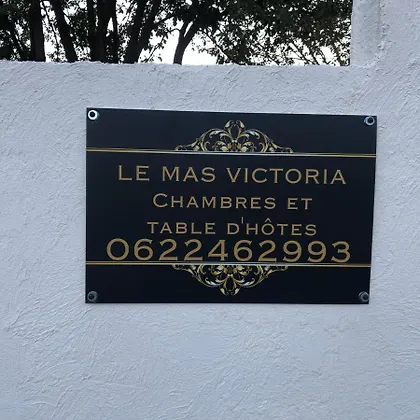 LE MAS VICTORIA
CHAMBRES ET
TABLE D'HÔTES
0622462993